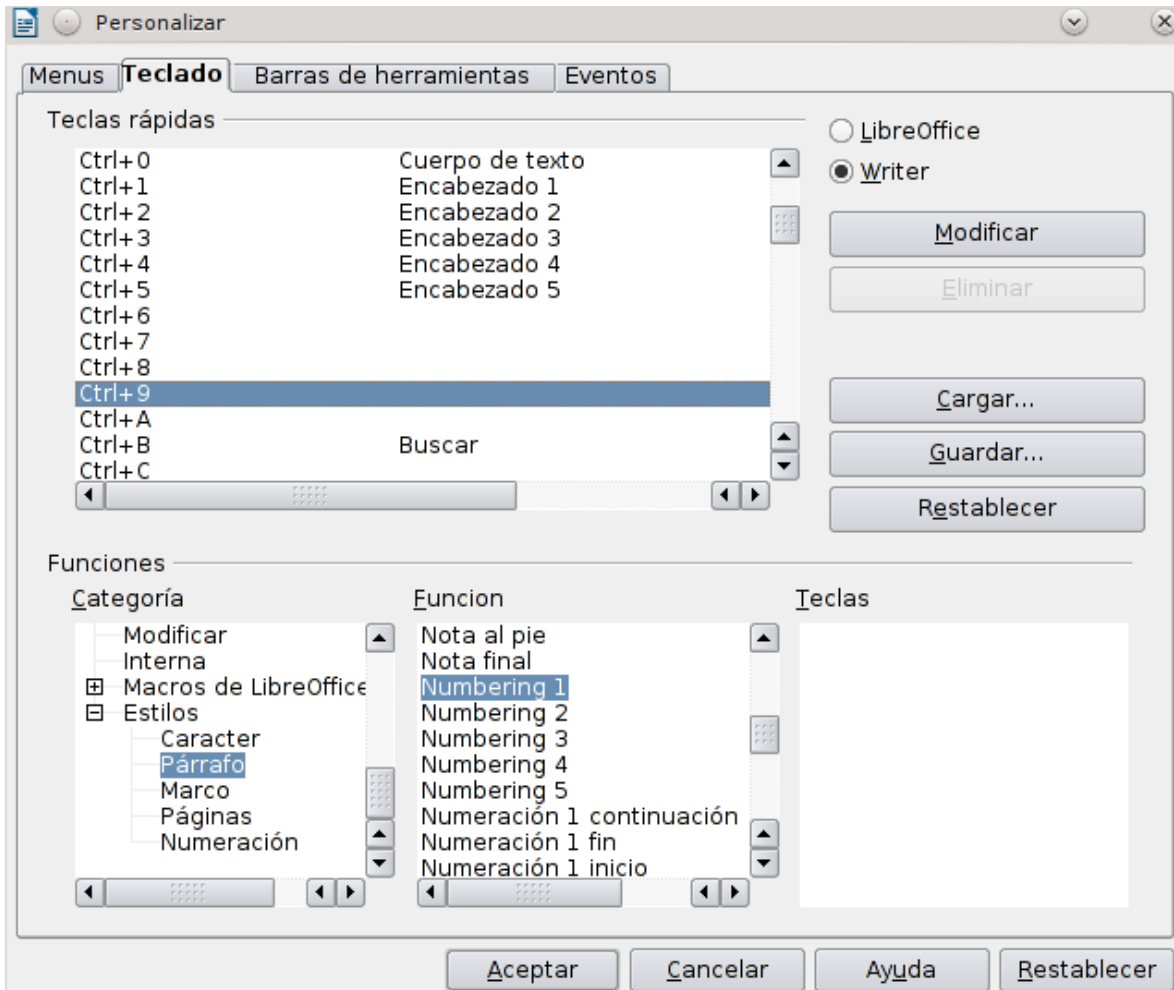 Personalizar
Menus Teclado Barras de herramientas Eventos
Teclas rápidas
Ctrl+0 Cuerpo de texto
Ctrl+1 Encabezado 1
Ctrl+2 Encabezado 2
Ctrl+3 Encabezado 3
Ctrl+4 Encabezado 4
Ctrl+5 Encabezado 5
Ctrl+6
Ctrl+7
Ctrl+8
Ctrl+9
Ctrl+A
Ctrl+B Buscar
Ctrl+C
LibreOffice
Writer
Modificar
Eliminar
Cargar...
Guardar...
Restablecer
Funciones
Categoría
Modificar
Interna
Macros de LibreOffice
Estilos
Caracter
Párrafo
Marco
Páginas
Numeración
Funcion
Nota al pie
Nota final
Numbering 1
Numbering 2
Numbering 3
Numbering 4
Numbering 5
Numeración 1 continuación
Numeración 1 fin
Numeración 1 inicio
Teclas
Aceptar Cancelar Ayuda Restablecer